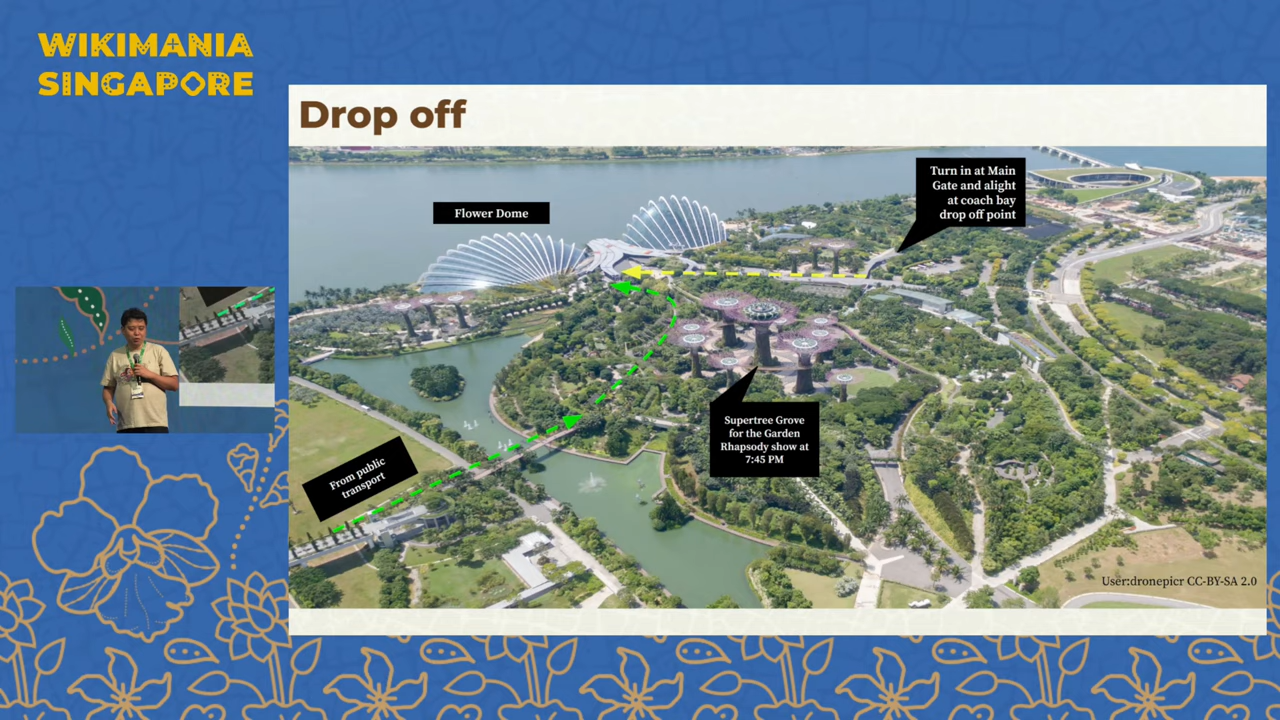 WIKIMANIA
SINGAPORE
Drop off
Turn in at Main
Gate and alight
at coach bay
drop off point
Flower Dome
Supertree Grove
for the Garden
Rhapsody show at
7:45 PM
From public
transport
User:dronepicr CC-BY-SA 2.0